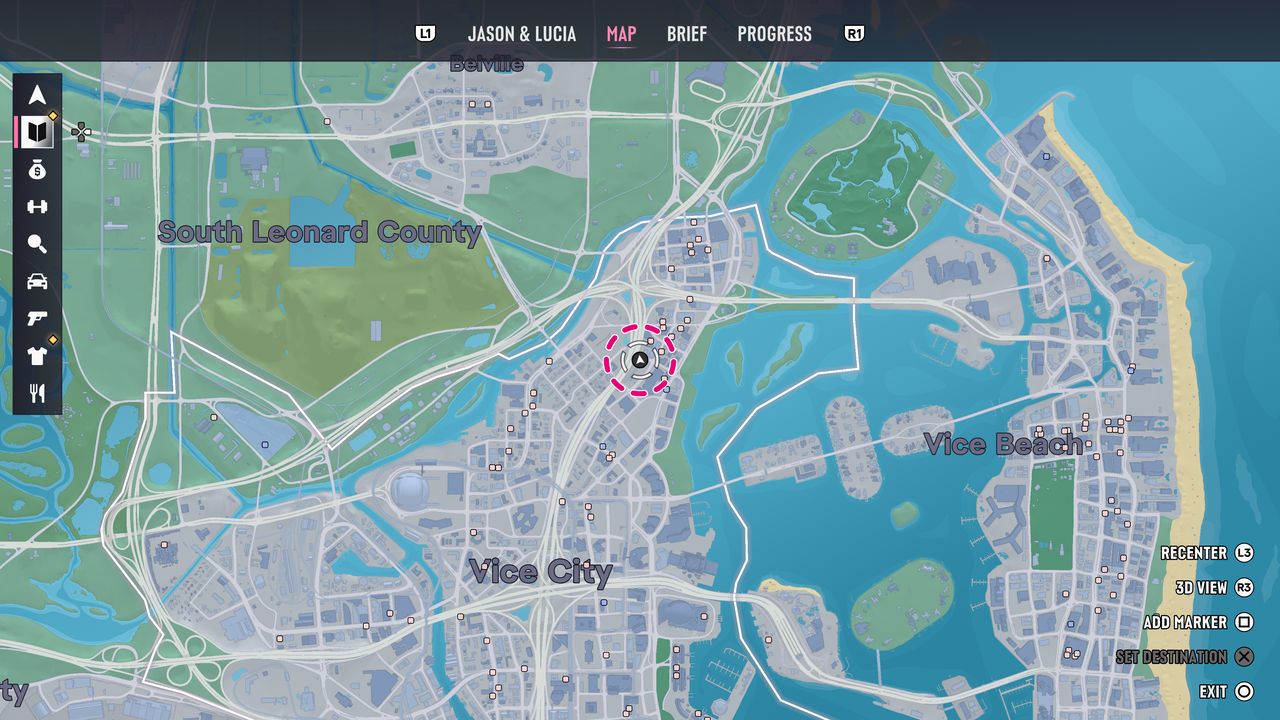 L1 JASON & LUCIA MAP BRIEF PROGRESS R1
Belville
South Leonard County
Vice Beach
Vice City
RECENTER L3
3D VIEW R3
ADD MARKER
SET DESTINATION
EXIT
ty